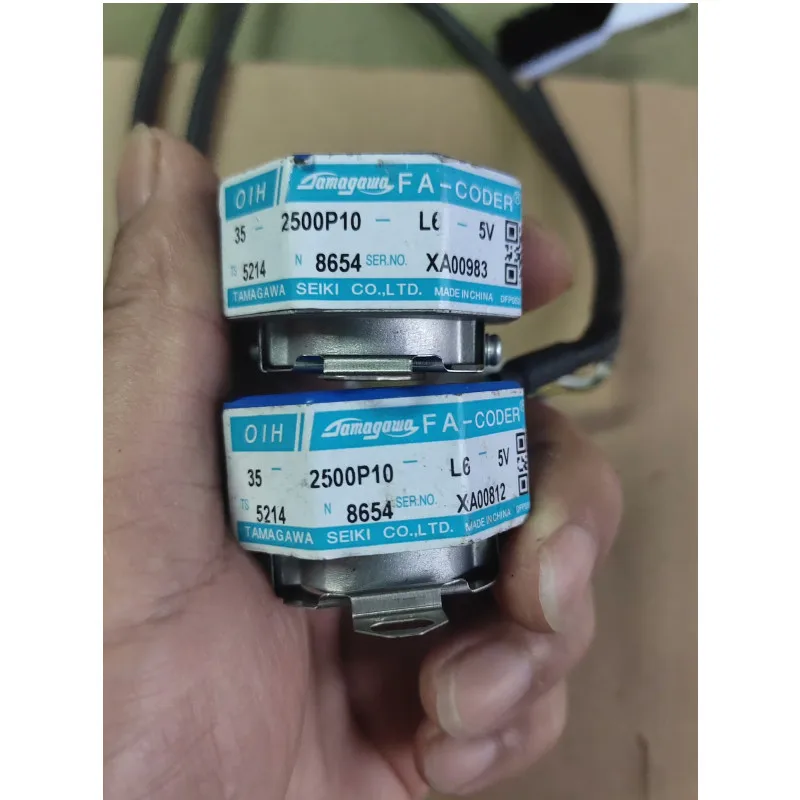 OIH Tamagawa FA-CODER®
35 - 2500P10 - L6 - 5V
TS 5214 N 8654 SER.NO. XA00983
TAMAGAWA SEIKI CO.,LTD. MADE IN CHINA
OIH Tamagawa FA-CODER®
35 - 2500P10 - L6 - 5V
TS 5214 N 8654 SER.NO. XA00812
TAMAGAWA SEIKI CO.,LTD. MADE IN CHINA